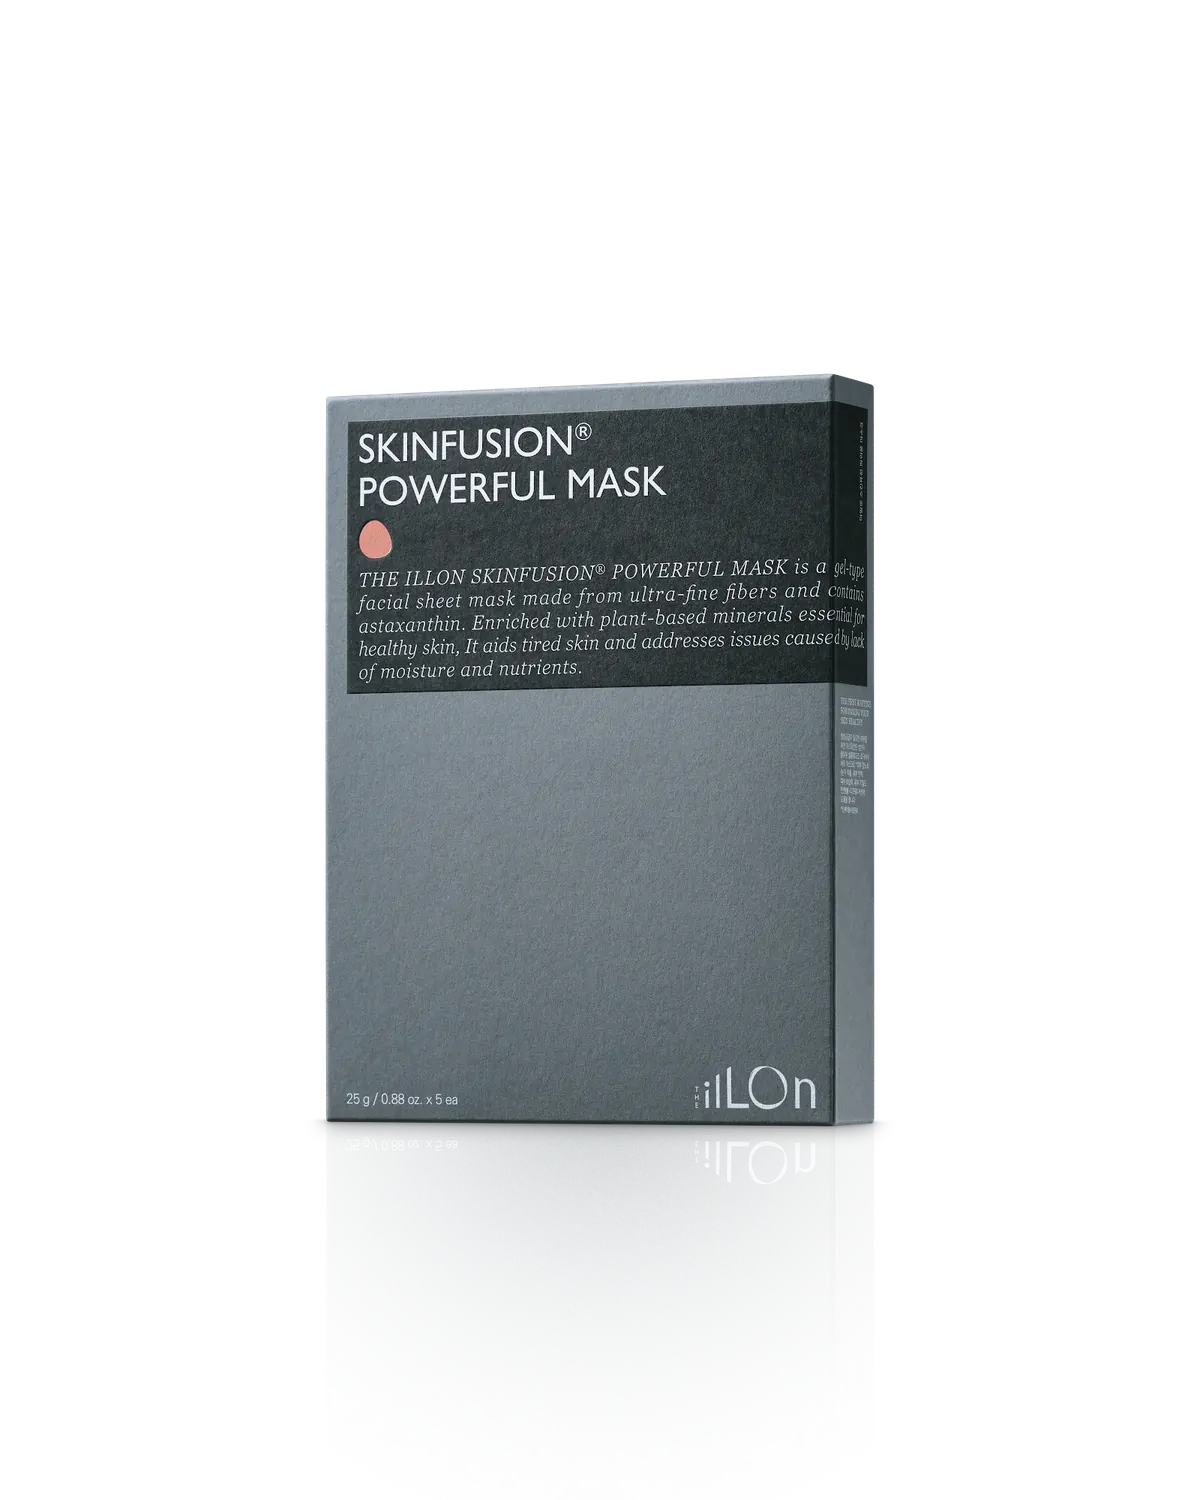 SKINFUSION®
POWERFUL MASK
THE ILLON SKINFUSION® POWERFUL MASK is a gel-type
facial sheet mask made from ultra-fine fibers and contains
astaxanthin. Enriched with plant-based minerals essential for
healthy skin, It aids tired skin and addresses issues caused by lack
of moisture and nutrients.
25 g / 0.88 oz. x 5 ea
THE illOn